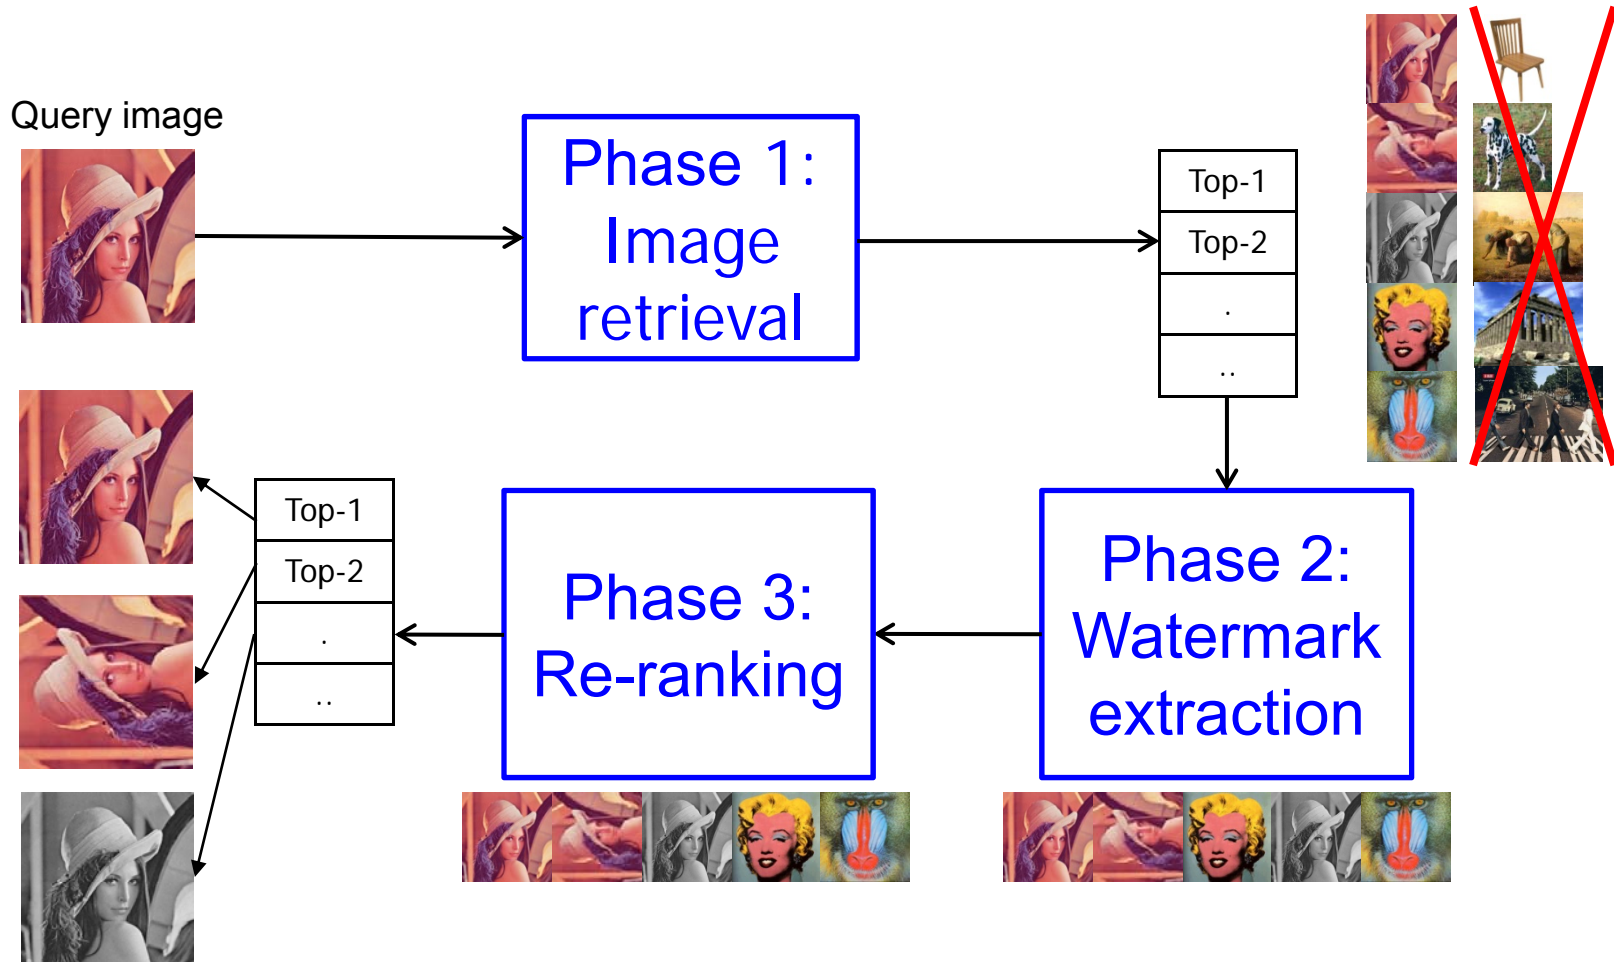 Query image
Phase 1:
Image
retrieval
Top-1
Top-2
.
..
Top-1
Top-2
.
..
Phase 3:
Re-ranking
Phase 2:
Watermark
extraction